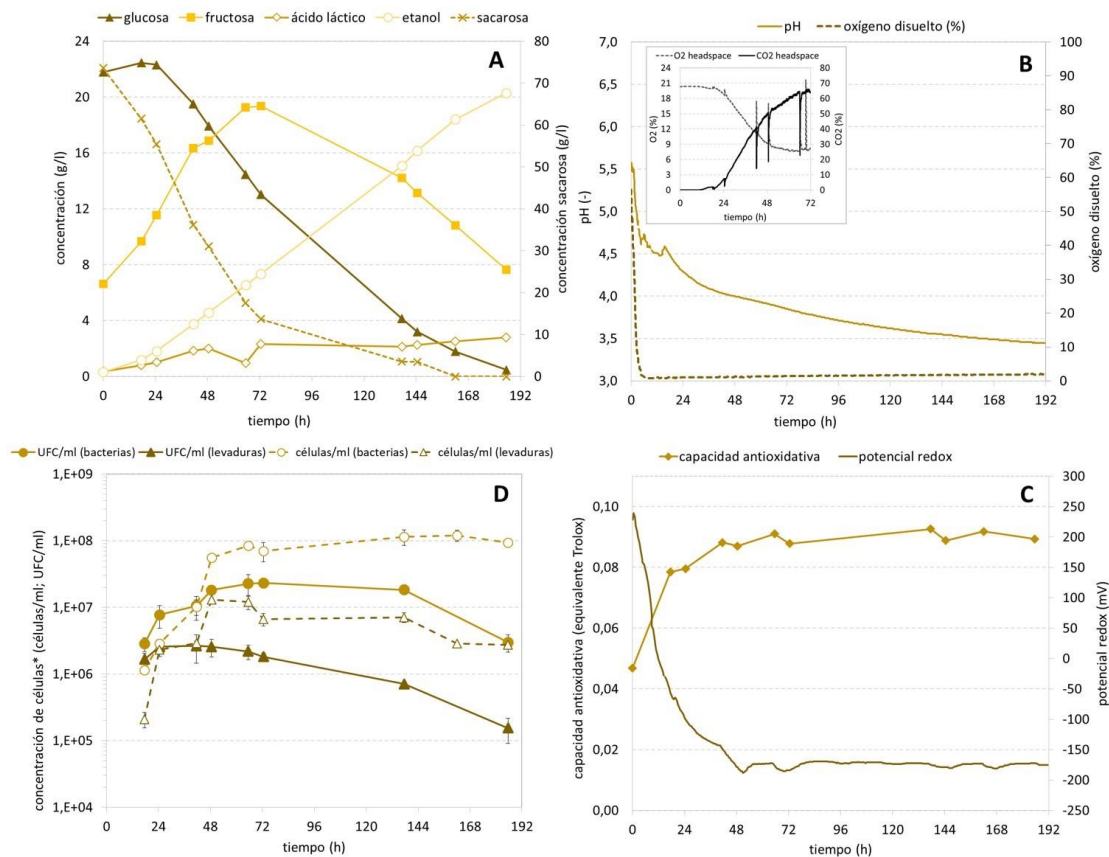 glucosa fructosa ácido láctico etanol sacarosa
A
24
22
20
18
16
14
12
10
8
6
4
2
0
concentración (g/l)
80
70
60
50
40
30
20
10
0
concentración sacarosa (g/l)
0 24 48 72 96 120 144 168 192
tiempo (h)
pH oxígeno disuelto (%)
B
7,0
6,5
6,0
5,5
5,0
4,5
4,0
3,5
3,0
pH (-)
100
90
80
70
60
50
40
30
20
10
0
oxígeno disuelto (%)
0 24 48 72 96 120 144 168 192
tiempo (h)
O2 headspace CO2 headspace
24
21
18
15
12
9
6
3
0
O2 (%)
80
70
60
50
40
30
20
10
0
CO2 (%)
0 24 48 72
tiempo (h)
UFC/ml (bacterias) UFC/ml (levaduras) células/ml (bacterias) células/ml (levaduras)
D
1,E+09
1,E+08
1,E+07
1,E+06
1,E+05
1,E+04
concentración de células* (células/ml; UFC/ml)
0 24 48 72 96 120 144 168 192
tiempo (h)
capacidad antioxidativa potencial redox
C
0,10
0,08
0,06
0,04
0,02
0,00
capacidad antioxidativa (equivalente Trolox)
300
250
200
150
100
50
0
-50
-100
-150
-200
-250
potencial redox (mV)
0 24 48 72 96 120 144 168 192
tiempo (h)